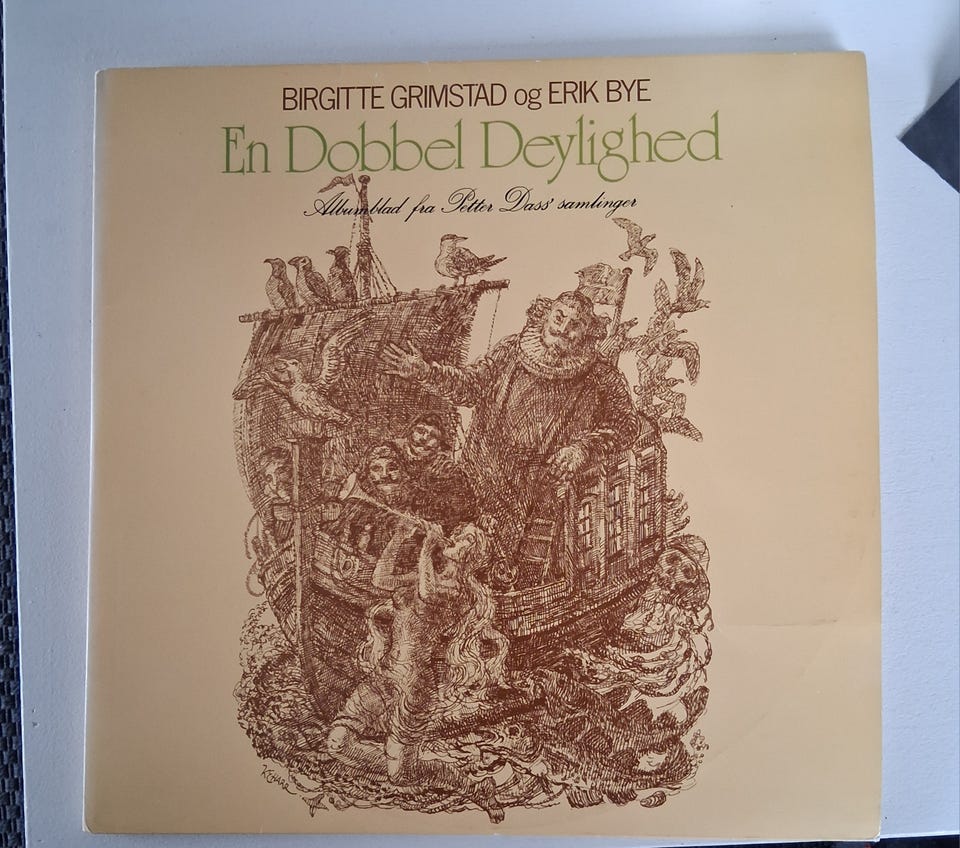 BIRGITTE GRIMSTAD og ERIK BYE
En Dobbel Deylighed
Albumblad fra Petter Dass' samlinger